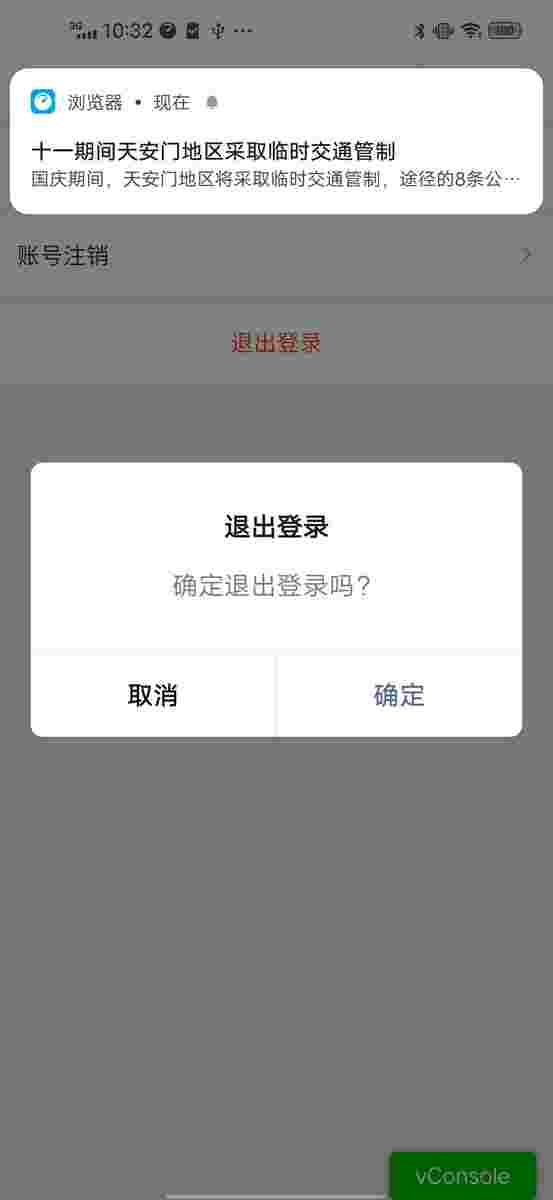 3G 10:32
浏览器 • 现在
十一期间天安门地区采取临时交通管制
国庆期间，天安门地区将采取临时交通管制，途径的8条公…
账号注销
退出登录
退出登录
确定退出登录吗？
取消 确定
vConsole